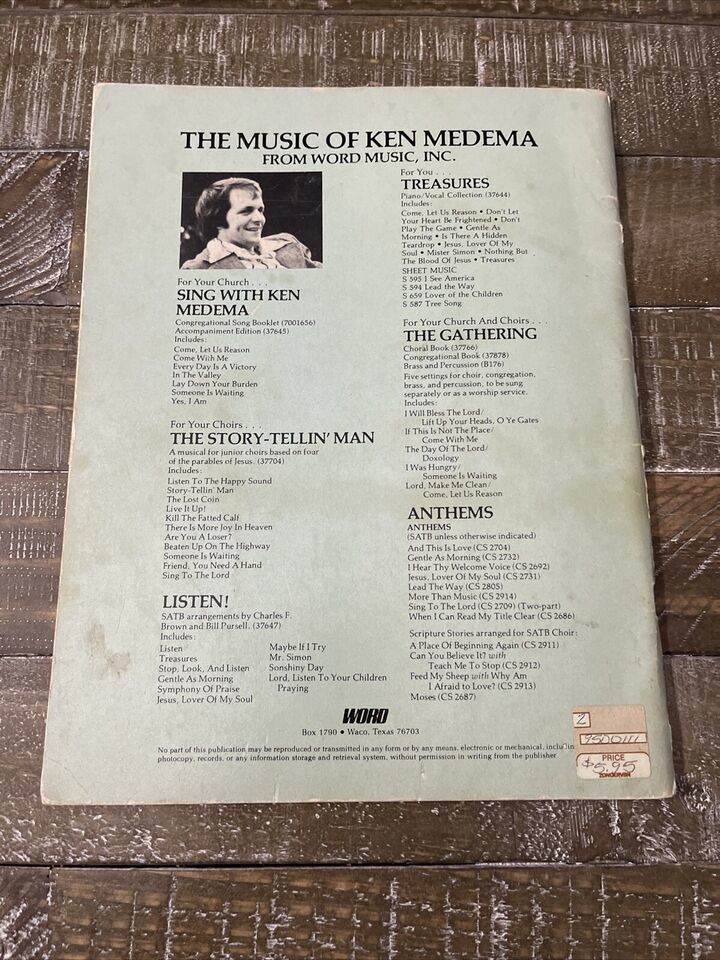 THE MUSIC OF KEN MEDEMA
FROM WORD MUSIC, INC.
For Your Church . . .
SING WITH KEN
MEDEMA
Congregational Song Booklet (7001656)
Accompaniment Edition (37645)
Includes:
Come, Let Us Reason
Come With Me
Every Day Is A Victory
In The Valley
Lay Down Your Burden
Someone Is Waiting
Yes, I Am
For Your Choirs . . .
THE STORY-TELLIN' MAN
A musical for junior choirs based on four
of the parables of Jesus. (37704)
Includes:
Listen To The Happy Sound
Story-Tellin' Man
The Lost Coin
Live It Up!
Kill The Fatted Calf
There Is More Joy In Heaven
Are You A Loser?
Beaten Up On The Highway
Someone Is Waiting
Friend, You Need A Hand
Sing To The Lord
LISTEN!
SATB arrangements by Charles F.
Brown and Bill Pursell. (37647)
Includes:
Listen
Treasures
Stop, Look, And Listen
Gentle As Morning
Symphony Of Praise
Jesus, Lover Of My Soul
Maybe If I Try
Mr. Simon
Sonshiny Day
Lord, Listen To Your Children
Praying
For You . . .
TREASURES
Piano/Vocal Collection (37644)
Includes:
Come, Let Us Reason • Don't Let
Your Heart Be Frightened • Don't
Play The Game • Gentle As
Morning • Is There A Hidden
Teardrop • Jesus, Lover Of My
Soul • Mister Simon • Nothing But
The Blood Of Jesus • Treasures
SHEET MUSIC
S 595 I See America
S 594 Lead the Way
S 659 Lover of the Children
S 587 Tree Song
For Your Church And Choirs . . .
THE GATHERING
Choral Book (37766)
Congregational Book (37878)
Brass and Percussion (B176)
Five settings for choir, congregation,
brass, and percussion, to be sung
separately or as a worship service.
Includes:
I Will Bless The Lord/
Lift Up Your Heads, O Ye Gates
If This Is Not The Place/
Come With Me
The Day Of The Lord/
Doxology
I Was Hungry/
Someone Is Waiting
Lord, Make Me Clean/
Come, Let Us Reason
ANTHEMS
ANTHEMS
(SATB unless otherwise indicated)
And This Is Love (CS 2704)
Gentle As Morning (CS 2732)
I Hear Thy Welcome Voice (CS 2692)
Jesus, Lover Of My Soul (CS 2731)
Lead The Way (CS 2805)
More Than Music (CS 2914)
Sing To The Lord (CS 2709) (Two-part)
When I Can Read My Title Clear (CS 2686)
Scripture Stories arranged for SATB Choir:
A Place Of Beginning Again (CS 2911)
Can You Believe It? with
Teach Me To Stop (CS 2912)
Feed My Sheep with Why Am
I Afraid to Love? (CS 2913)
Moses (CS 2687)
WORD
Box 1790 • Waco, Texas 76703
No part of this publication may be reproduced or transmitted in any form or by any means, electronic or mechanical, includin
photocopy, records, or any information storage and retrieval system, without permission in writing from the publisher.
2
PRICE
$5.95
ZONDERVAN